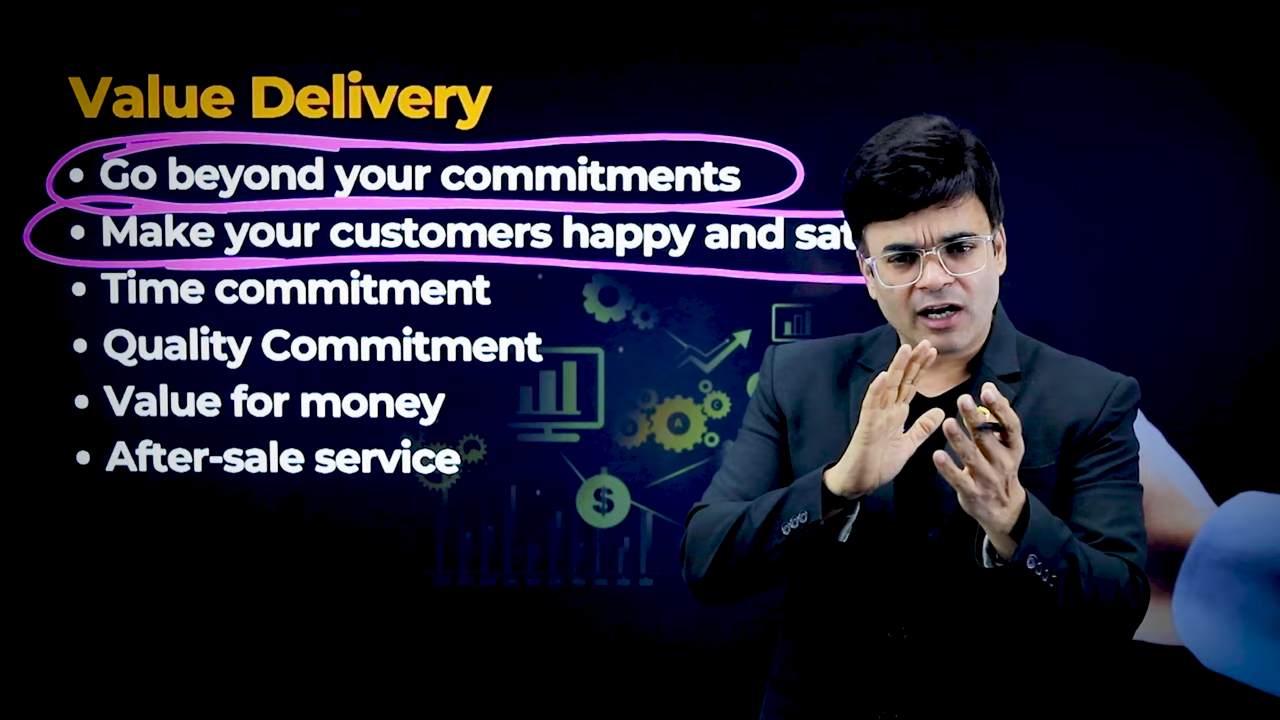 Value Delivery
• Go beyond your commitments
• Make your customers happy and sat
• Time commitment
• Quality Commitment
• Value for money
• After-sale service
$
A